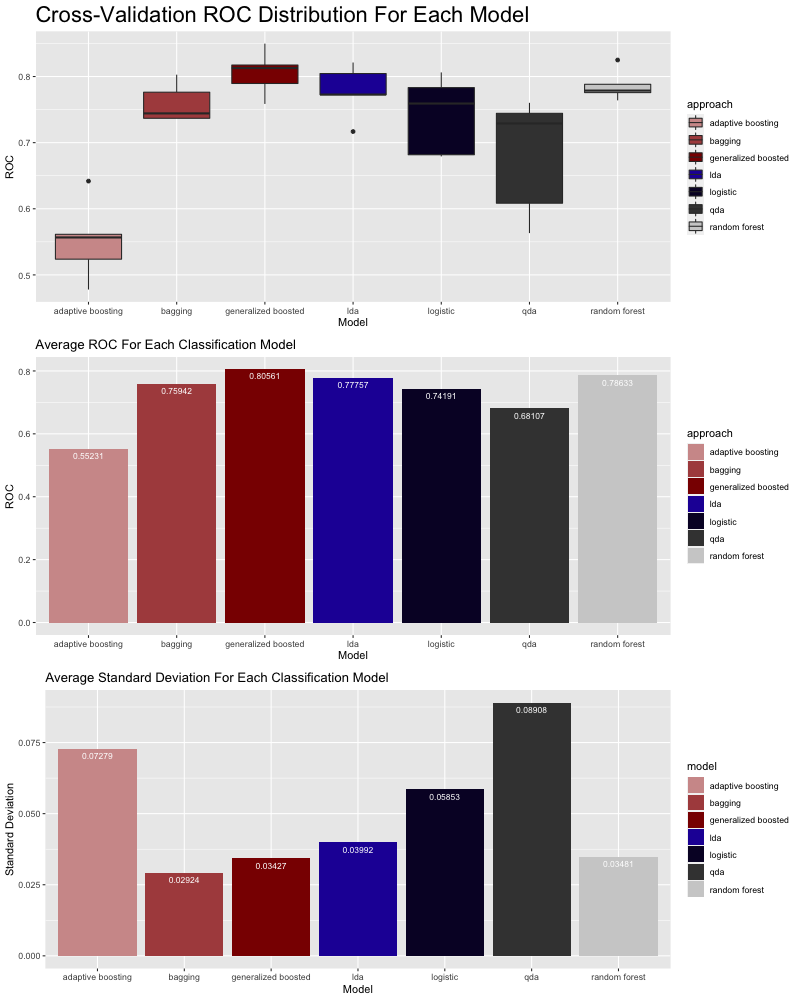 Cross-Validation ROC Distribution For Each Model
0.8
0.7
0.6
0.5
ROC
adaptive boosting bagging generalized boosted lda logistic qda random forest
Model
approach
adaptive boosting
bagging
generalized boosted
lda
logistic
qda
random forest
Average ROC For Each Classification Model
0.8
0.6
0.4
0.2
0.0
ROC
0.55231 0.75942 0.80561 0.77757 0.74191 0.68107 0.78633
adaptive boosting bagging generalized boosted lda logistic qda random forest
Model
approach
adaptive boosting
bagging
generalized boosted
lda
logistic
qda
random forest
Average Standard Deviation For Each Classification Model
0.075
0.050
0.025
0.000
Standard Deviation
0.07279 0.02924 0.03427 0.03992 0.05853 0.08908 0.03481
adaptive boosting bagging generalized boosted lda logistic qda random forest
Model
model
adaptive boosting
bagging
generalized boosted
lda
logistic
qda
random forest